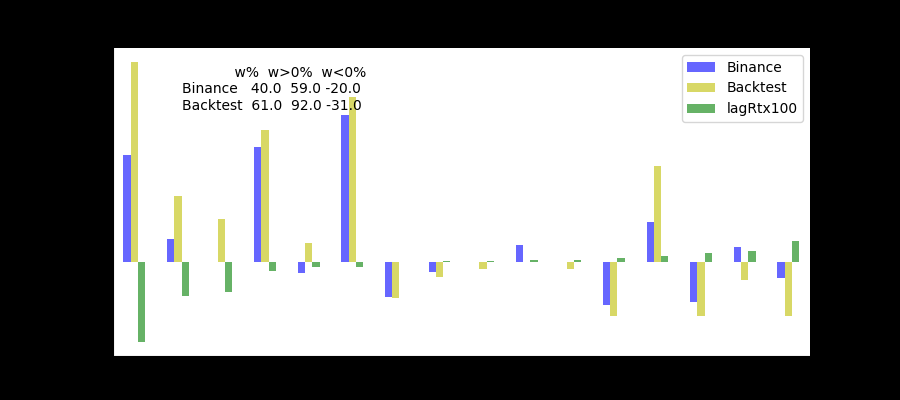 w%  w>0%  w<0%
Binance   40.0  59.0 -20.0
Backtest  61.0  92.0 -31.0
Binance
Backtest
lagRtx100